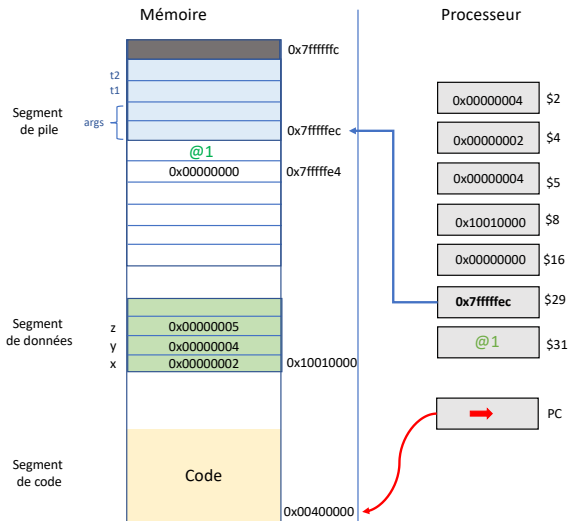 Mémoire
Processeur
0x7ffffffc
t2
t1
Segment
de pile
args
0x7fffffec
@1
0x00000000
0x7fffffe4
0x00000004
$2
0x00000002
$4
0x00000004
$5
0x10010000
$8
0x00000000
$16
0x7fffffec
$29
@1
$31
Segment
de données
z
0x00000005
y
0x00000004
x
0x00000002
0x10010000
PC
Segment
de code
Code
0x00400000